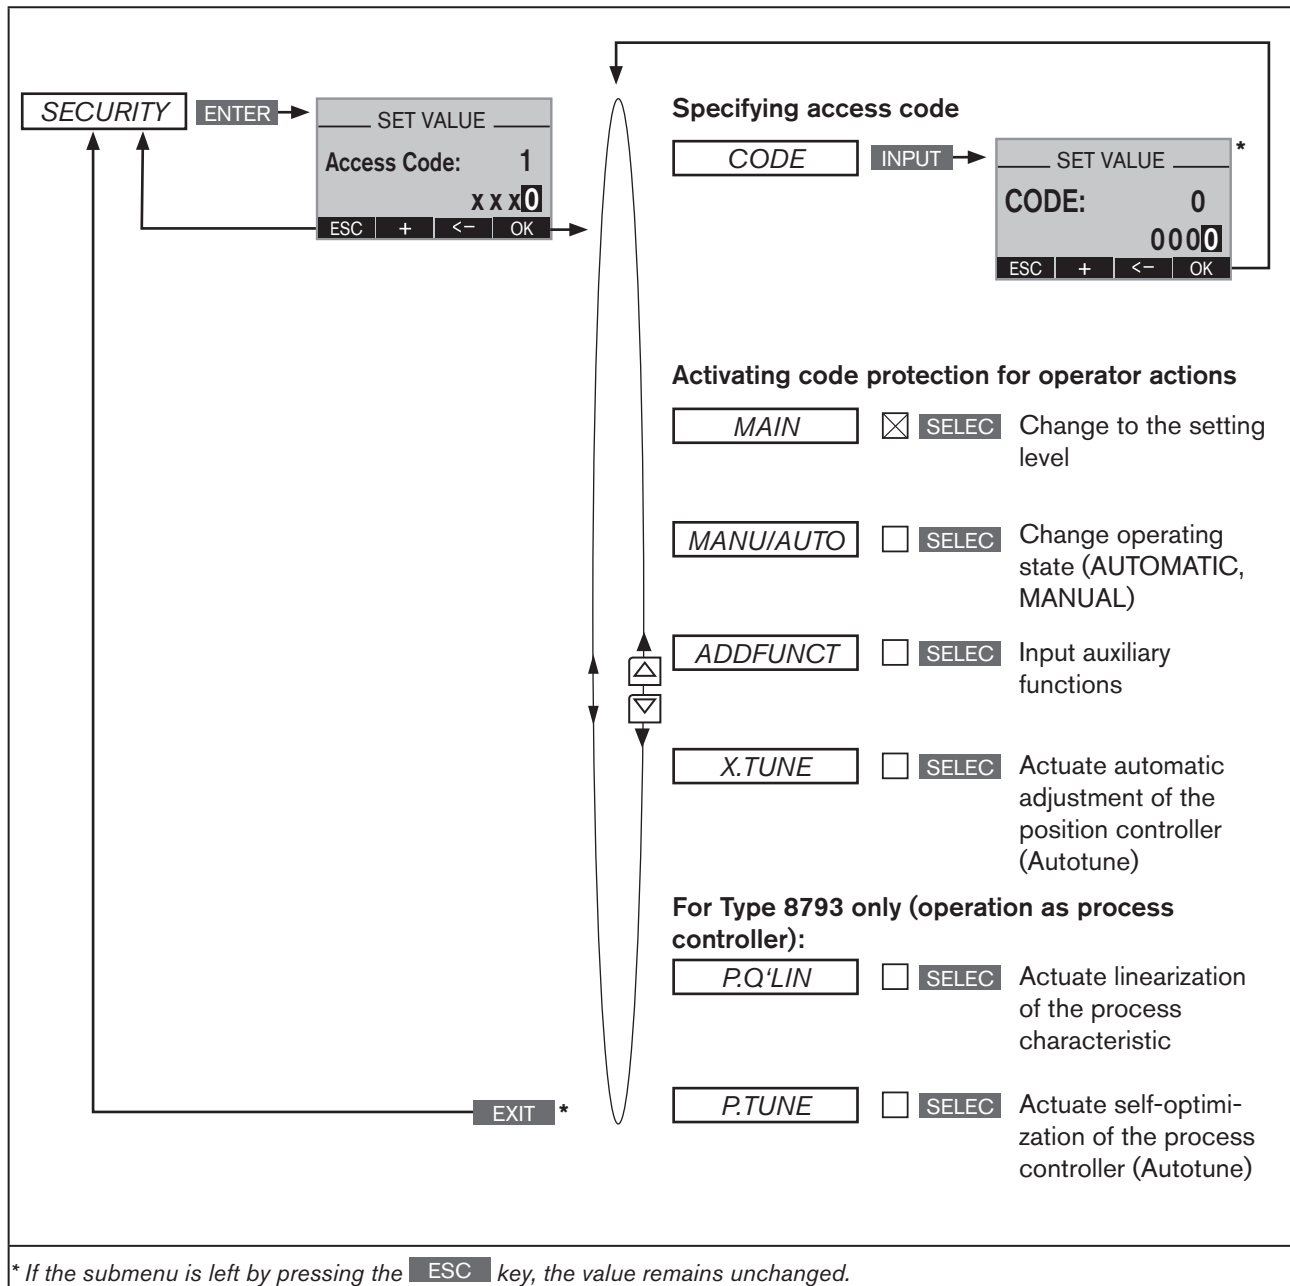 SECURITY ENTER
SET VALUE
Access Code: 1
x x x0
ESC + <– OK
Specifying access code
CODE INPUT
SET VALUE *
CODE: 0
0000
ESC + <– OK
Activating code protection for operator actions
MAIN SELEC Change to the setting
level
MANU/AUTO SELEC Change operating
state (AUTOMATIC,
MANUAL)
ADDFUNCT SELEC Input auxiliary
functions
X.TUNE SELEC Actuate automatic
adjustment of the
position controller
(Autotune)
For Type 8793 only (operation as process
controller):
P.Q‘LIN SELEC Actuate linearization
of the process
characteristic
P.TUNE SELEC Actuate self-optimi-
zation of the process
controller (Autotune)
EXIT *
* If the submenu is left by pressing the ESC key, the value remains unchanged.